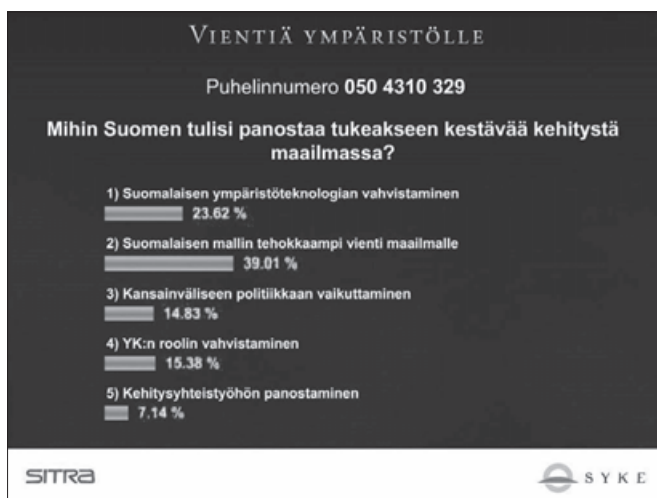 VIENTIÄ YMPÄRISTÖLLE
Puhelinnumero 050 4310 329
Mihin Suomen tulisi panostaa tukeakseen kestävää kehitystä
maailmassa?
1) Suomalaisen ympäristöteknologian vahvistaminen
23.62 %
2) Suomalaisen mallin tehokkaampi vienti maailmalle
39.01 %
3) Kansainväliseen politiikkaan vaikuttaminen
14.83 %
4) YK:n roolin vahvistaminen
15.38 %
5) Kehitysyhteistyöhön panostaminen
7.14 %
SITRA
SYKE